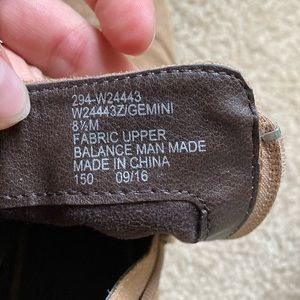 294-W24443
W24443Z/GEMINI
8½M
FABRIC UPPER
BALANCE MAN MADE
MADE IN CHINA
150 09/16